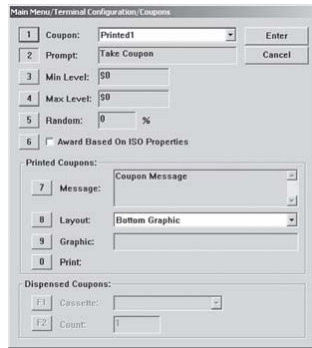 Main Menu/Terminal Configuration/Coupons
1 Coupon: Printed1 Enter
2 Prompt: Take Coupon Cancel
3 Min Level: $0
4 Max Level: $0
5 Random: 0 %
6 Award Based On ISO Properties
Printed Coupons:
7 Message: Coupon Message
8 Layout: Bottom Graphic
9 Graphic:
0 Print:
Dispensed Coupons:
F1 Cassette:
F2 Count: 1